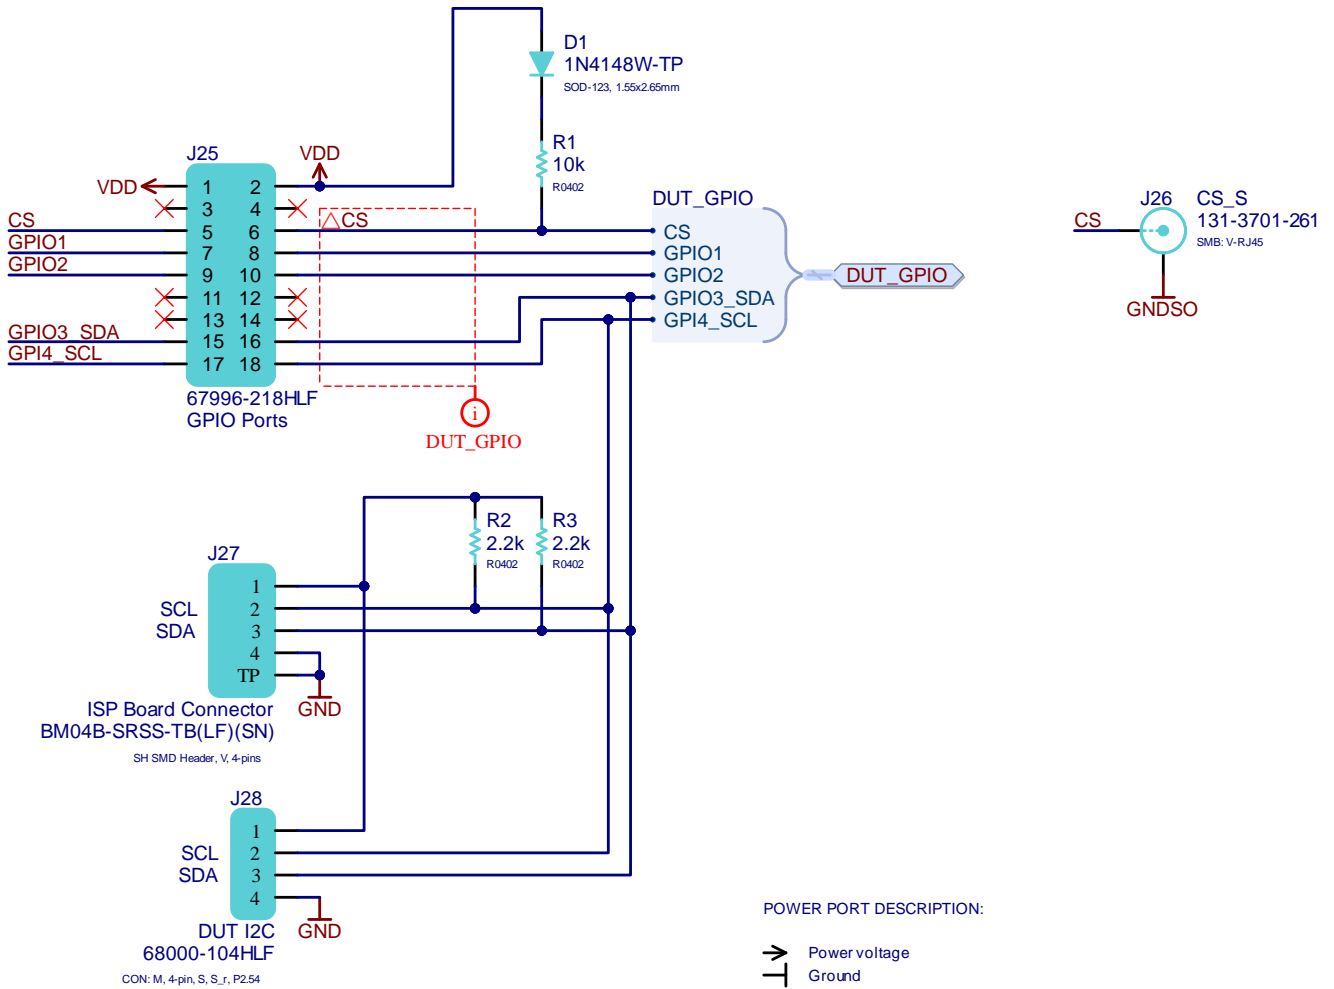 D1
1N4148W-TP
SOD-123, 1.55x2.65mm
R1
10k
R0402
J25
VDD
VDD
1 2
3 4
CS 5 6 CS
GPIO1 7 8
GPIO2 9 10
11 12
13 14
GPIO3_SDA 15 16
GPI4_SCL 17 18
67996-218HLF
GPIO Ports
i
DUT_GPIO
DUT_GPIO
CS
GPIO1
GPIO2
GPIO3_SDA
GPI4_SCL
DUT_GPIO
J26
CS_S
131-3701-261
SMB: V-RJ45
CS
GNDSO
R2
2.2k
R0402
R3
2.2k
R0402
J27
1
SCL 2
SDA 3
4
TP
GND
ISP Board Connector
BM04B-SRSS-TB(LF)(SN)
SH SMD Header, V, 4-pins
J28
1
SCL 2
SDA 3
4
GND
DUT I2C
68000-104HLF
CON: M, 4-pin, S, S_r, P2.54
POWER PORT DESCRIPTION:
Power voltage
Ground